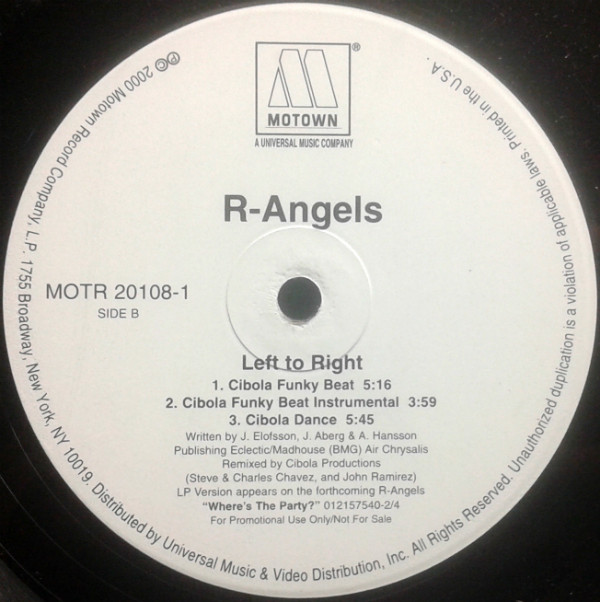 MOTOWN®
A UNIVERSAL MUSIC COMPANY
R-Angels
MOTR 20108-1
SIDE B
Left to Right
1. Cibola Funky Beat 5:16
2. Cibola Funky Beat Instrumental 3:59
3. Cibola Dance 5:45
Written by J. Elofsson, J. Aberg & A. Hansson
Publishing Eclectic/Madhouse (BMG) Air Chrysalis
Remixed by Cibola Productions
(Steve & Charles Chavez, and John Ramirez)
LP Version appears on the forthcoming R-Angels
"Where's The Party?" 012157540-2/4
For Promotional Use Only/Not For Sale
℗© 2000 Motown Record Company, L.P. 1755 Broadway, New York, NY 10019. Distributed by Universal Music & Video Distribution, Inc. All Rights Reserved. Unauthorized duplication is a violation of applicable laws. Printed in the U.S.A